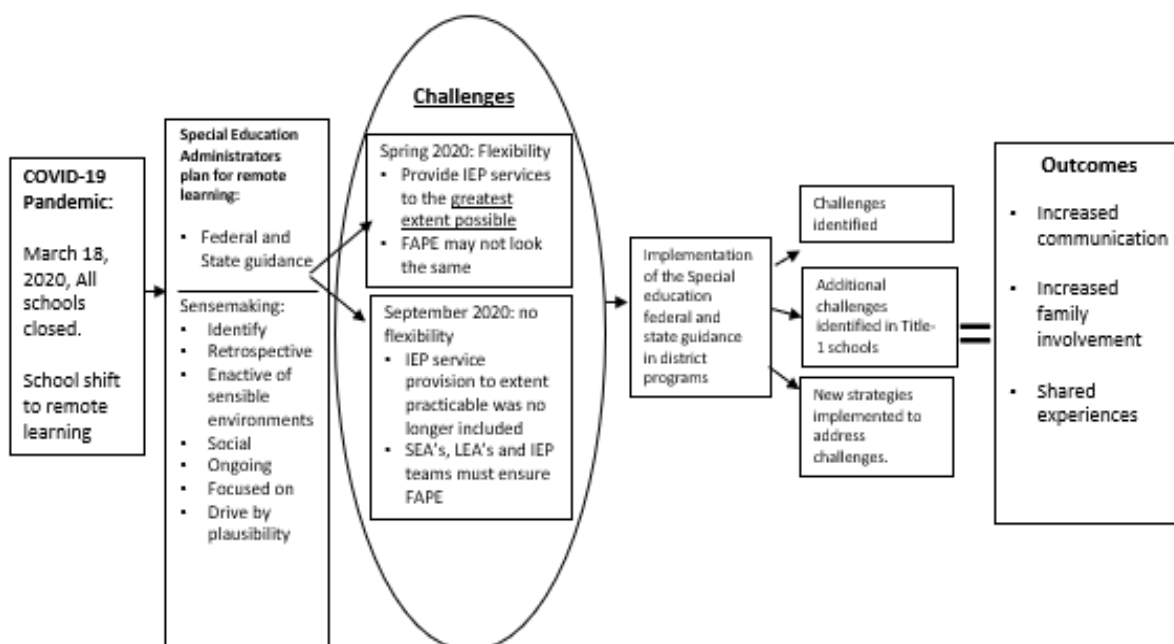 COVID-19
Pandemic:
March 18,
2020, All
schools
closed.
School shift
to remote
learning
Special Education
Administrators
plan for remote
learning:
▪ Federal and
State guidance
Sensemaking:
▪ Identify
▪ Retrospective
▪ Enactive of
sensible
environments
▪ Social
▪ Ongoing
▪ Focused on
▪ Drive by
plausibility
Challenges
Spring 2020: Flexibility
▪ Provide IEP services
to the greatest
extent possible
▪ FAPE may not look
the same
September 2020: no
flexibility
▪ IEP service
provision to extent
practicable was no
longer included
▪ SEA's, LEA's and IEP
teams must ensure
FAPE
Implementation
of the Special
education
federal and
state guidance
in district
programs
Challenges
identified
Additional
challenges
identified in Title-
1 schools
New strategies
implemented to
address
challenges.
=
Outcomes
▪ Increased
communication
▪ Increased
family
involvement
▪ Shared
experiences